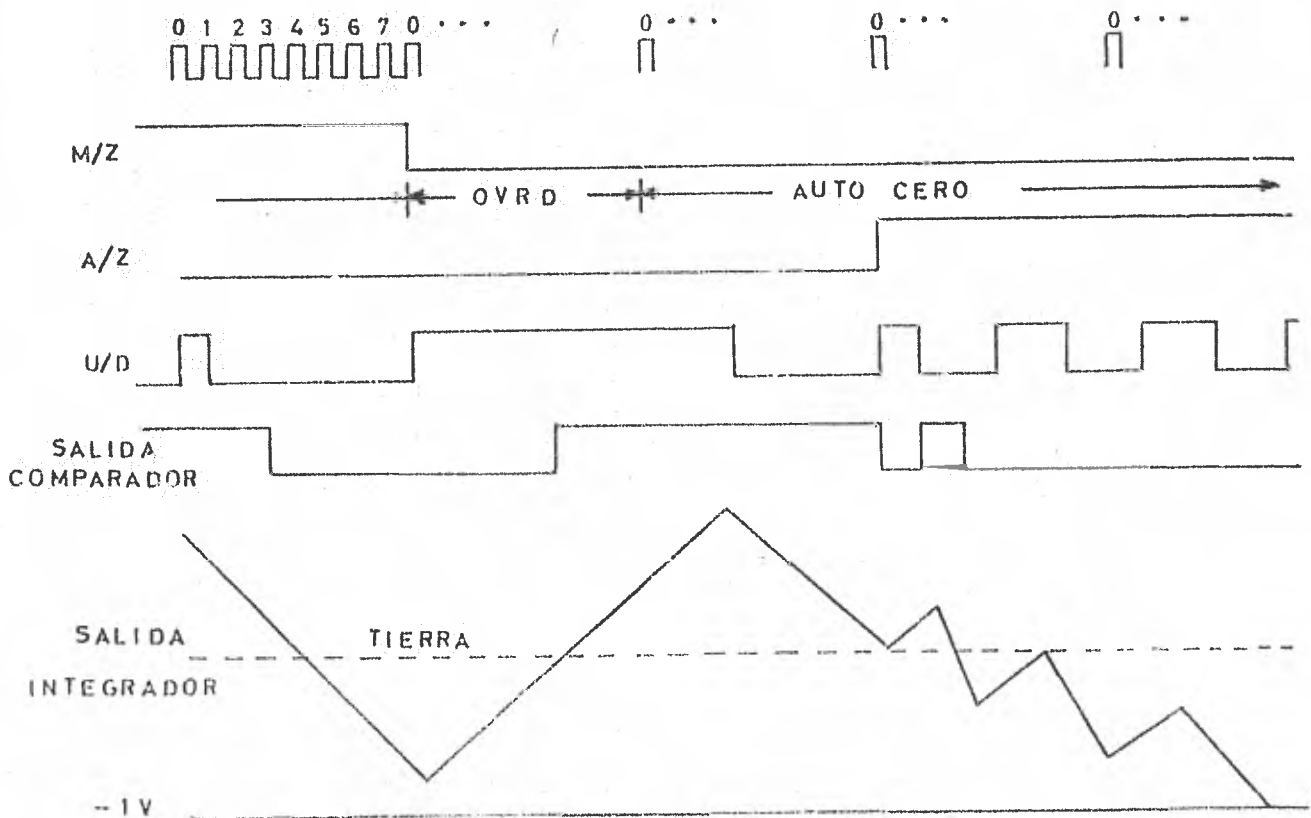 0 1 2 3 4 5 6 7 0 · · · · 0 · · · 0 · · · 0 · · ·
M/Z
OVRD AUTO CERO
A/Z
U/D
SALIDA
COMPARADOR
SALIDA TIERRA
INTEGRADOR
-1V